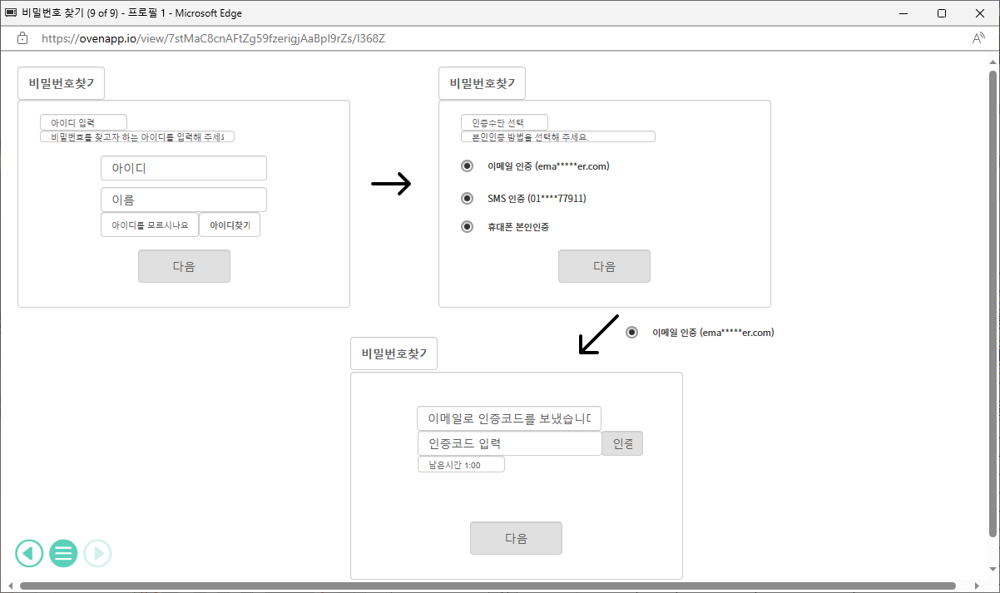 비밀번호 찾기 (9 of 9) - 프로필 1 - Microsoft Edge
https://ovenapp.io/view/7stMaC8cnAFtZg59fzerigjAaBpI9rZs/I368Z
비밀번호찾기
아이디 입력
비밀번호를 찾고자 하는 아이디를 입력해 주세요
아이디
이름
아이디를 모르시나요 아이디찾기
다음
비밀번호찾기
인증수단 선택
본인인증 방법을 선택해 주세요.
이메일 인증 (ema*****er.com)
SMS 인증 (01****77911)
휴대폰 본인인증
다음
이메일 인증 (ema*****er.com)
비밀번호찾기
이메일로 인증코드를 보냈습니다
인증코드 입력 인증
남은시간 1:00
다음